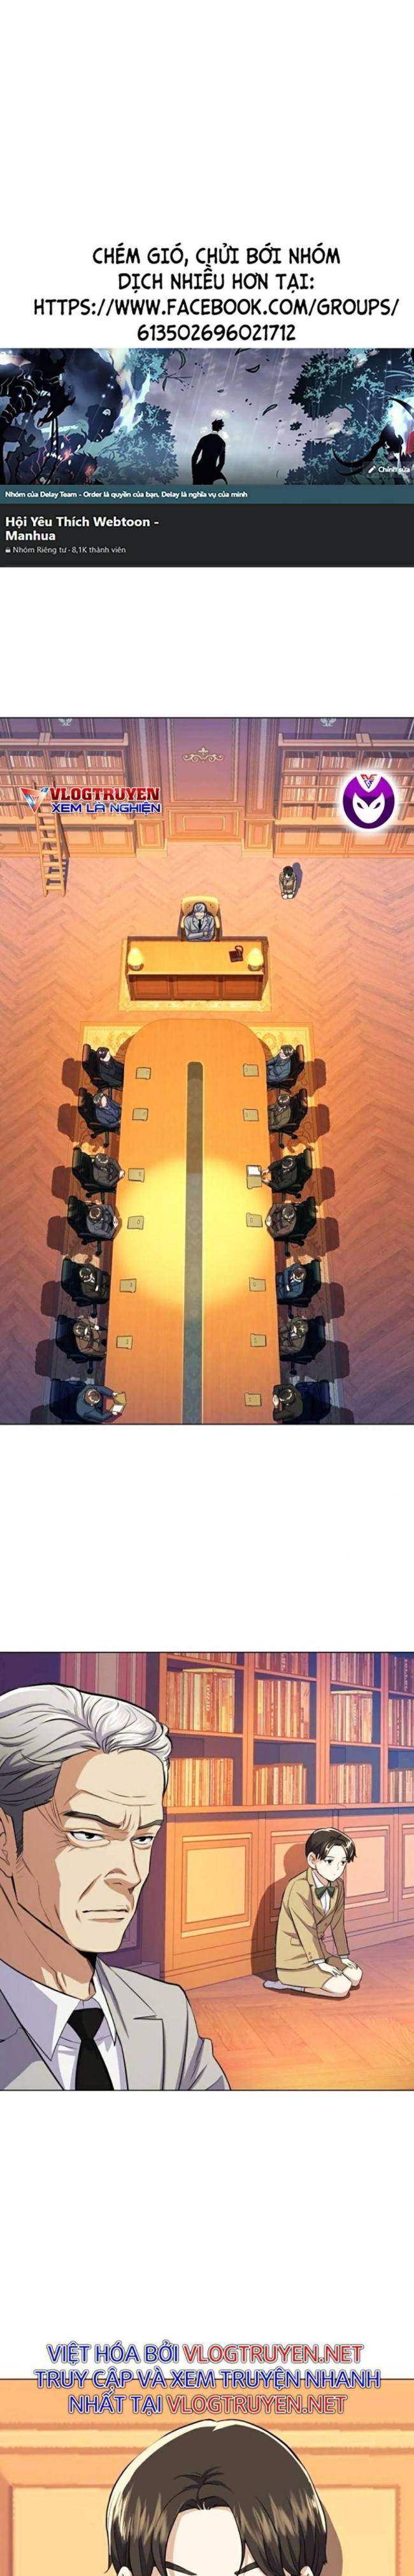 CHÉM GIÓ, CHỬI BỚI NHÓM
DỊCH NHIỀU HƠN TẠI:
HTTPS://WWW.FACEBOOK.COM/GROUPS/
613502696021712
Chỉnh sửa
Nhóm của Delay Team - Order là quyền của bạn, Delay là nghĩa vụ của mình
Hội Yêu Thích Webtoon -
Manhua
Nhóm Riêng tư · 8,1K thành viên
VLOGTRUYEN
XEM LÀ NGHIỆN
VIỆT HÓA BỞI VLOGTRUYEN.NET
TRUY CẬP VÀ XEM TRUYỆN NHANH
NHẤT TẠI VLOGTRUYEN.NET